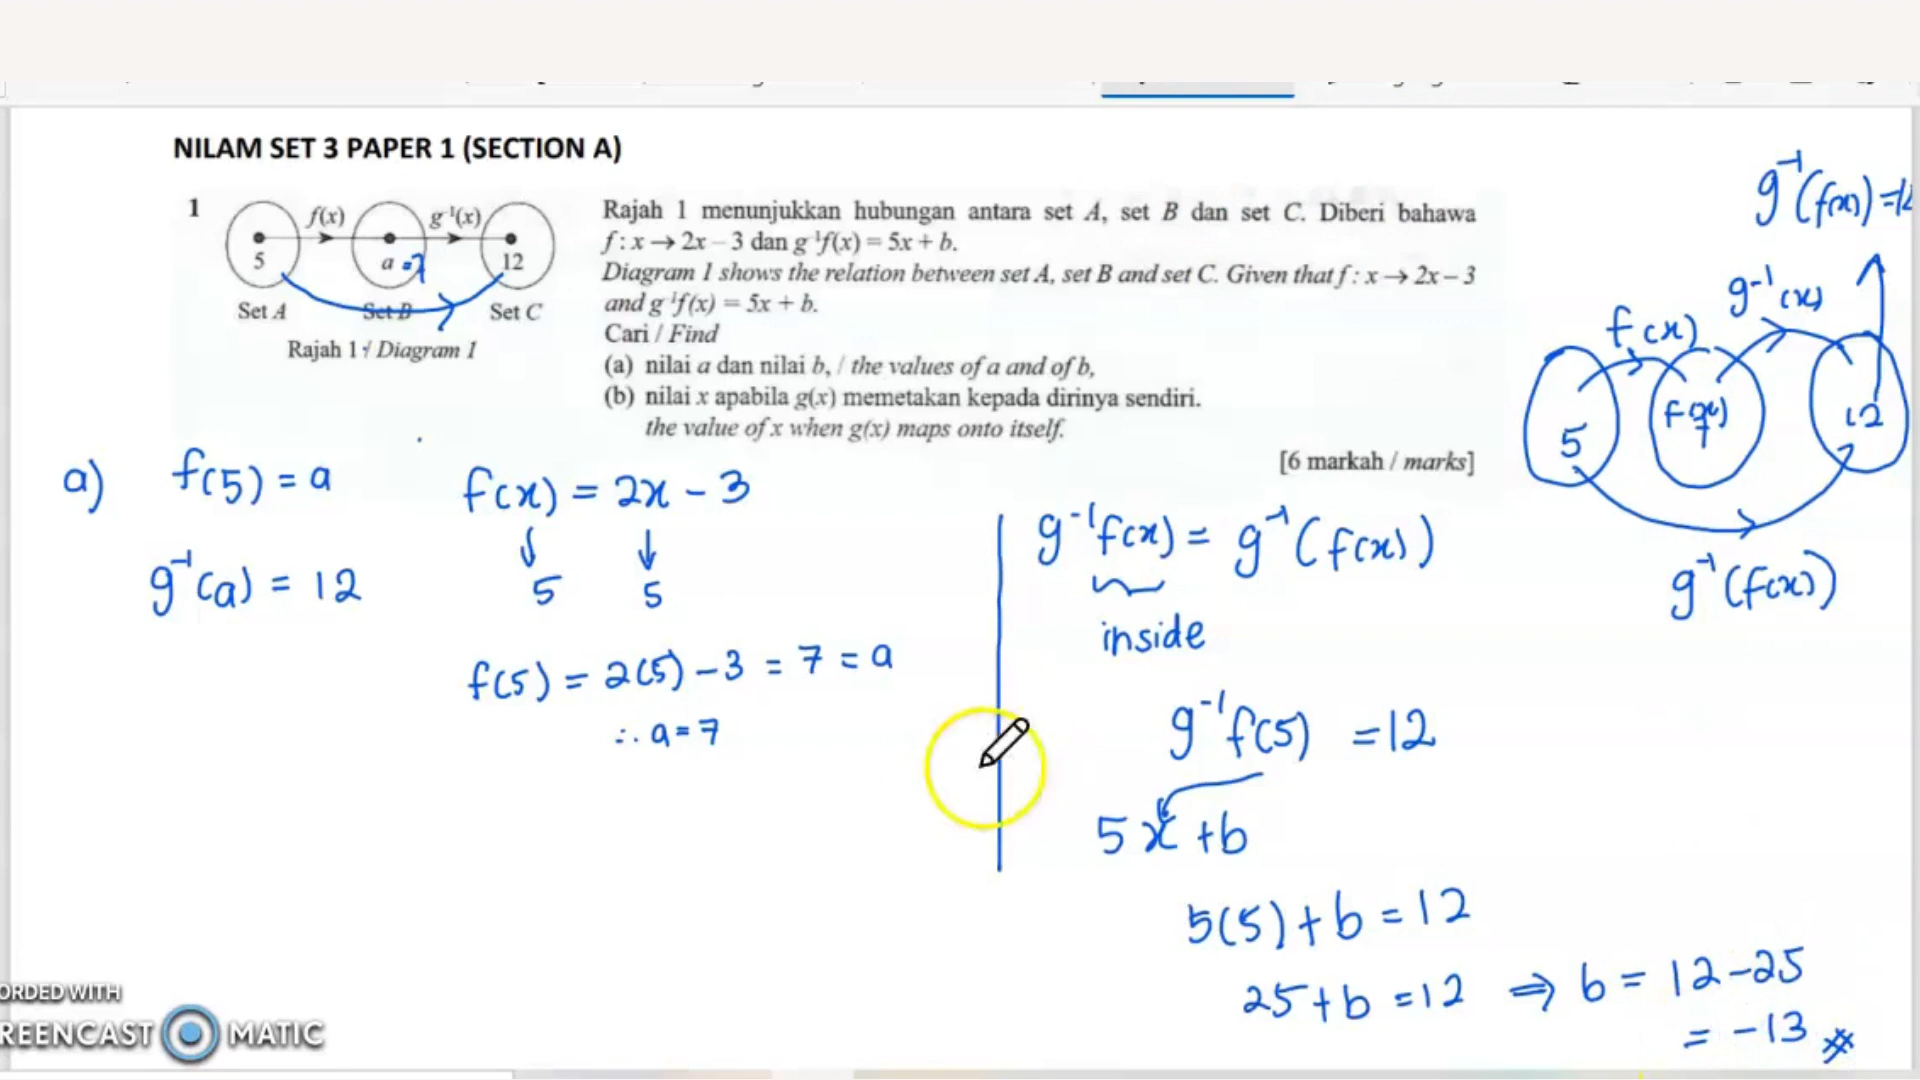 NILAM SET 3 PAPER 1 (SECTION A)
1
f(x)
g⁻¹(x)
5
a = 7
12
Set A
Set B
Set C
Rajah 1 / Diagram 1
Rajah 1 menunjukkan hubungan antara set A, set B dan set C. Diberi bahawa
f : x → 2x – 3 dan g⁻¹f(x) = 5x + b.
Diagram 1 shows the relation between set A, set B and set C. Given that f : x → 2x – 3
and g⁻¹f(x) = 5x + b.
Cari / Find
(a) nilai a dan nilai b, / the values of a and of b,
(b) nilai x apabila g(x) memetakan kepada dirinya sendiri.
the value of x when g(x) maps onto itself.
[6 markah / marks]
g⁻¹(f(x)) = 12
f(x)
g⁻¹(x)
5
f(x)
7
12
g⁻¹(f(x))
a) f(5) = a
g⁻¹(a) = 12
f(x) = 2x - 3
↓ ↓
5 5
f(5) = 2(5) - 3 = 7 = a
∴ a = 7
g⁻¹f(x) = g⁻¹(f(x))
inside
g⁻¹f(5) = 12
5x + b
5(5) + b = 12
25 + b = 12 ⇒ b = 12 - 25
= -13
ORDED WITH
REENCAST MATIC